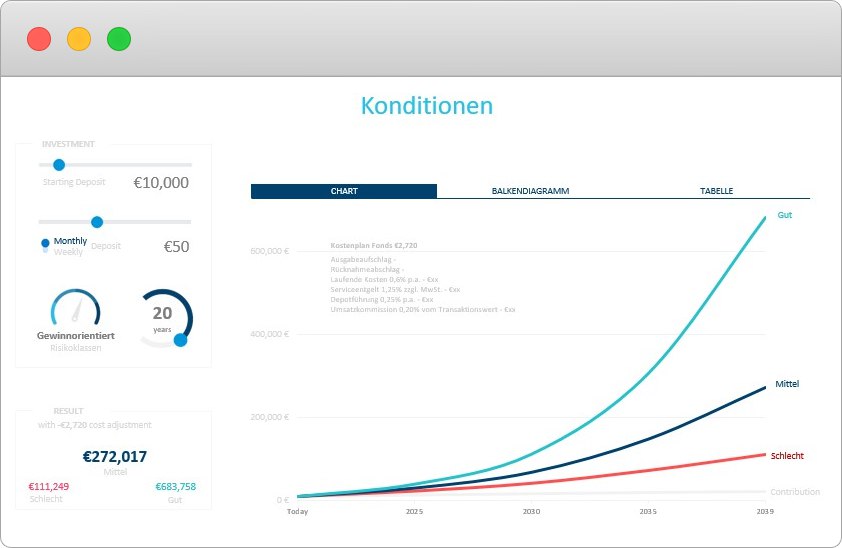 Konditionen
INVESTMENT
Starting Deposit €10,000
Monthly
Weekly
Deposit €50
20
years
Gewinnorientiert
Risikoklassen
RESULT
with -€2,720 cost adjustment
€272,017
Mittel
€111,249 €683,758
Schlecht Gut
CHART BALKENDIAGRAMM TABELLE
Kostenplan Fonds €2,720
Ausgabeaufschlag -
Rücknahmeabschlag -
Laufende Kosten 0,6% p.a. - €xx
Serviceentgelt 1,25% zzgl. MwSt. - €xx
Depotführung 0,25% p.a. - €xx
Umsatzkommission 0,20% vom Transaktionswert - €xx
600,000 €
400,000 €
200,000 €
0 €
Gut
Mittel
Schlecht
Contribution
Today 2025 2030 2035 2039